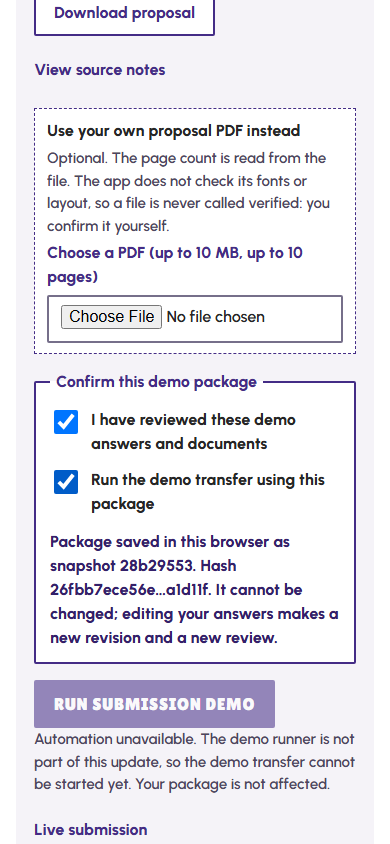 Download proposal
View source notes
Use your own proposal PDF instead
Optional. The page count is read from the
file. The app does not check its fonts or
layout, so a file is never called verified: you
confirm it yourself.
Choose a PDF (up to 10 MB, up to 10
pages)
Choose File No file chosen
Confirm this demo package
I have reviewed these demo
answers and documents
Run the demo transfer using this
package
Package saved in this browser as
snapshot 28b29553. Hash
26fbb7ece56e…a1d11f. It cannot be
changed; editing your answers makes a
new revision and a new review.
RUN SUBMISSION DEMO
Automation unavailable. The demo runner is not
part of this update, so the demo transfer cannot
be started yet. Your package is not affected.
Live submission